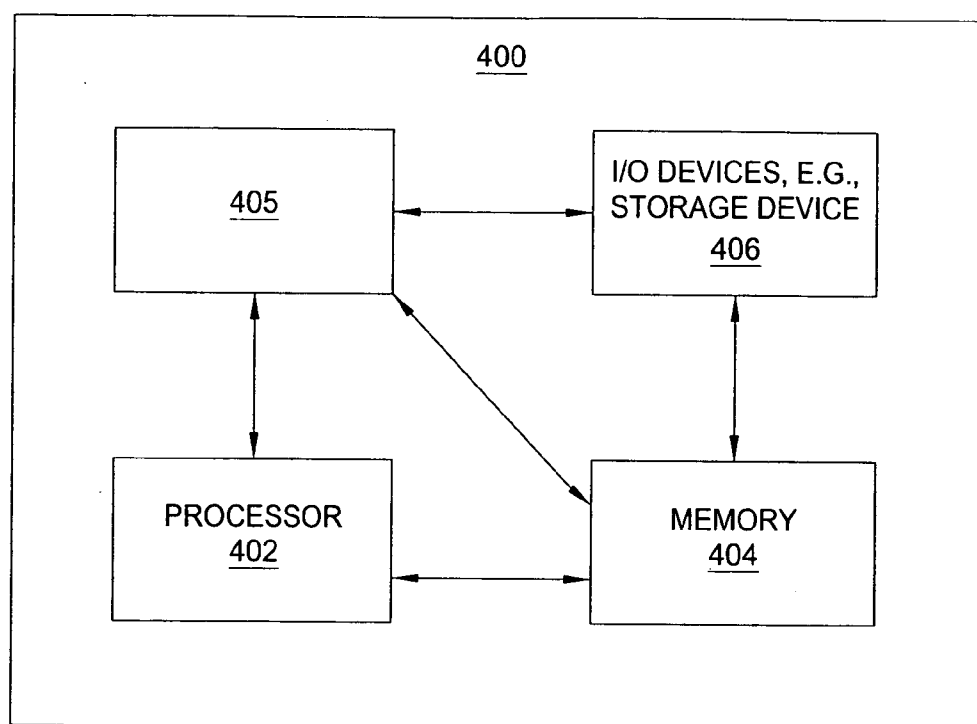 400
405
I/O DEVICES, E.G.,
STORAGE DEVICE
406
PROCESSOR
402
MEMORY
404